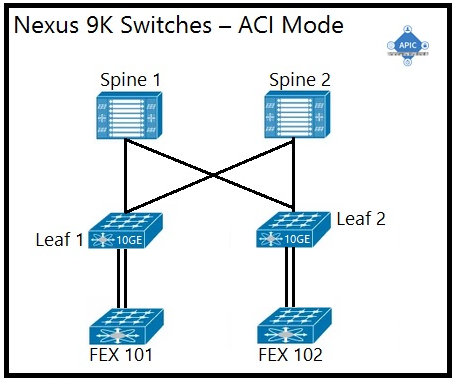 Nexus 9K Switches – ACI Mode
APIC
Spine 1
Spine 2
Leaf 1
10GE
10GE
Leaf 2
FEX 101
FEX 102